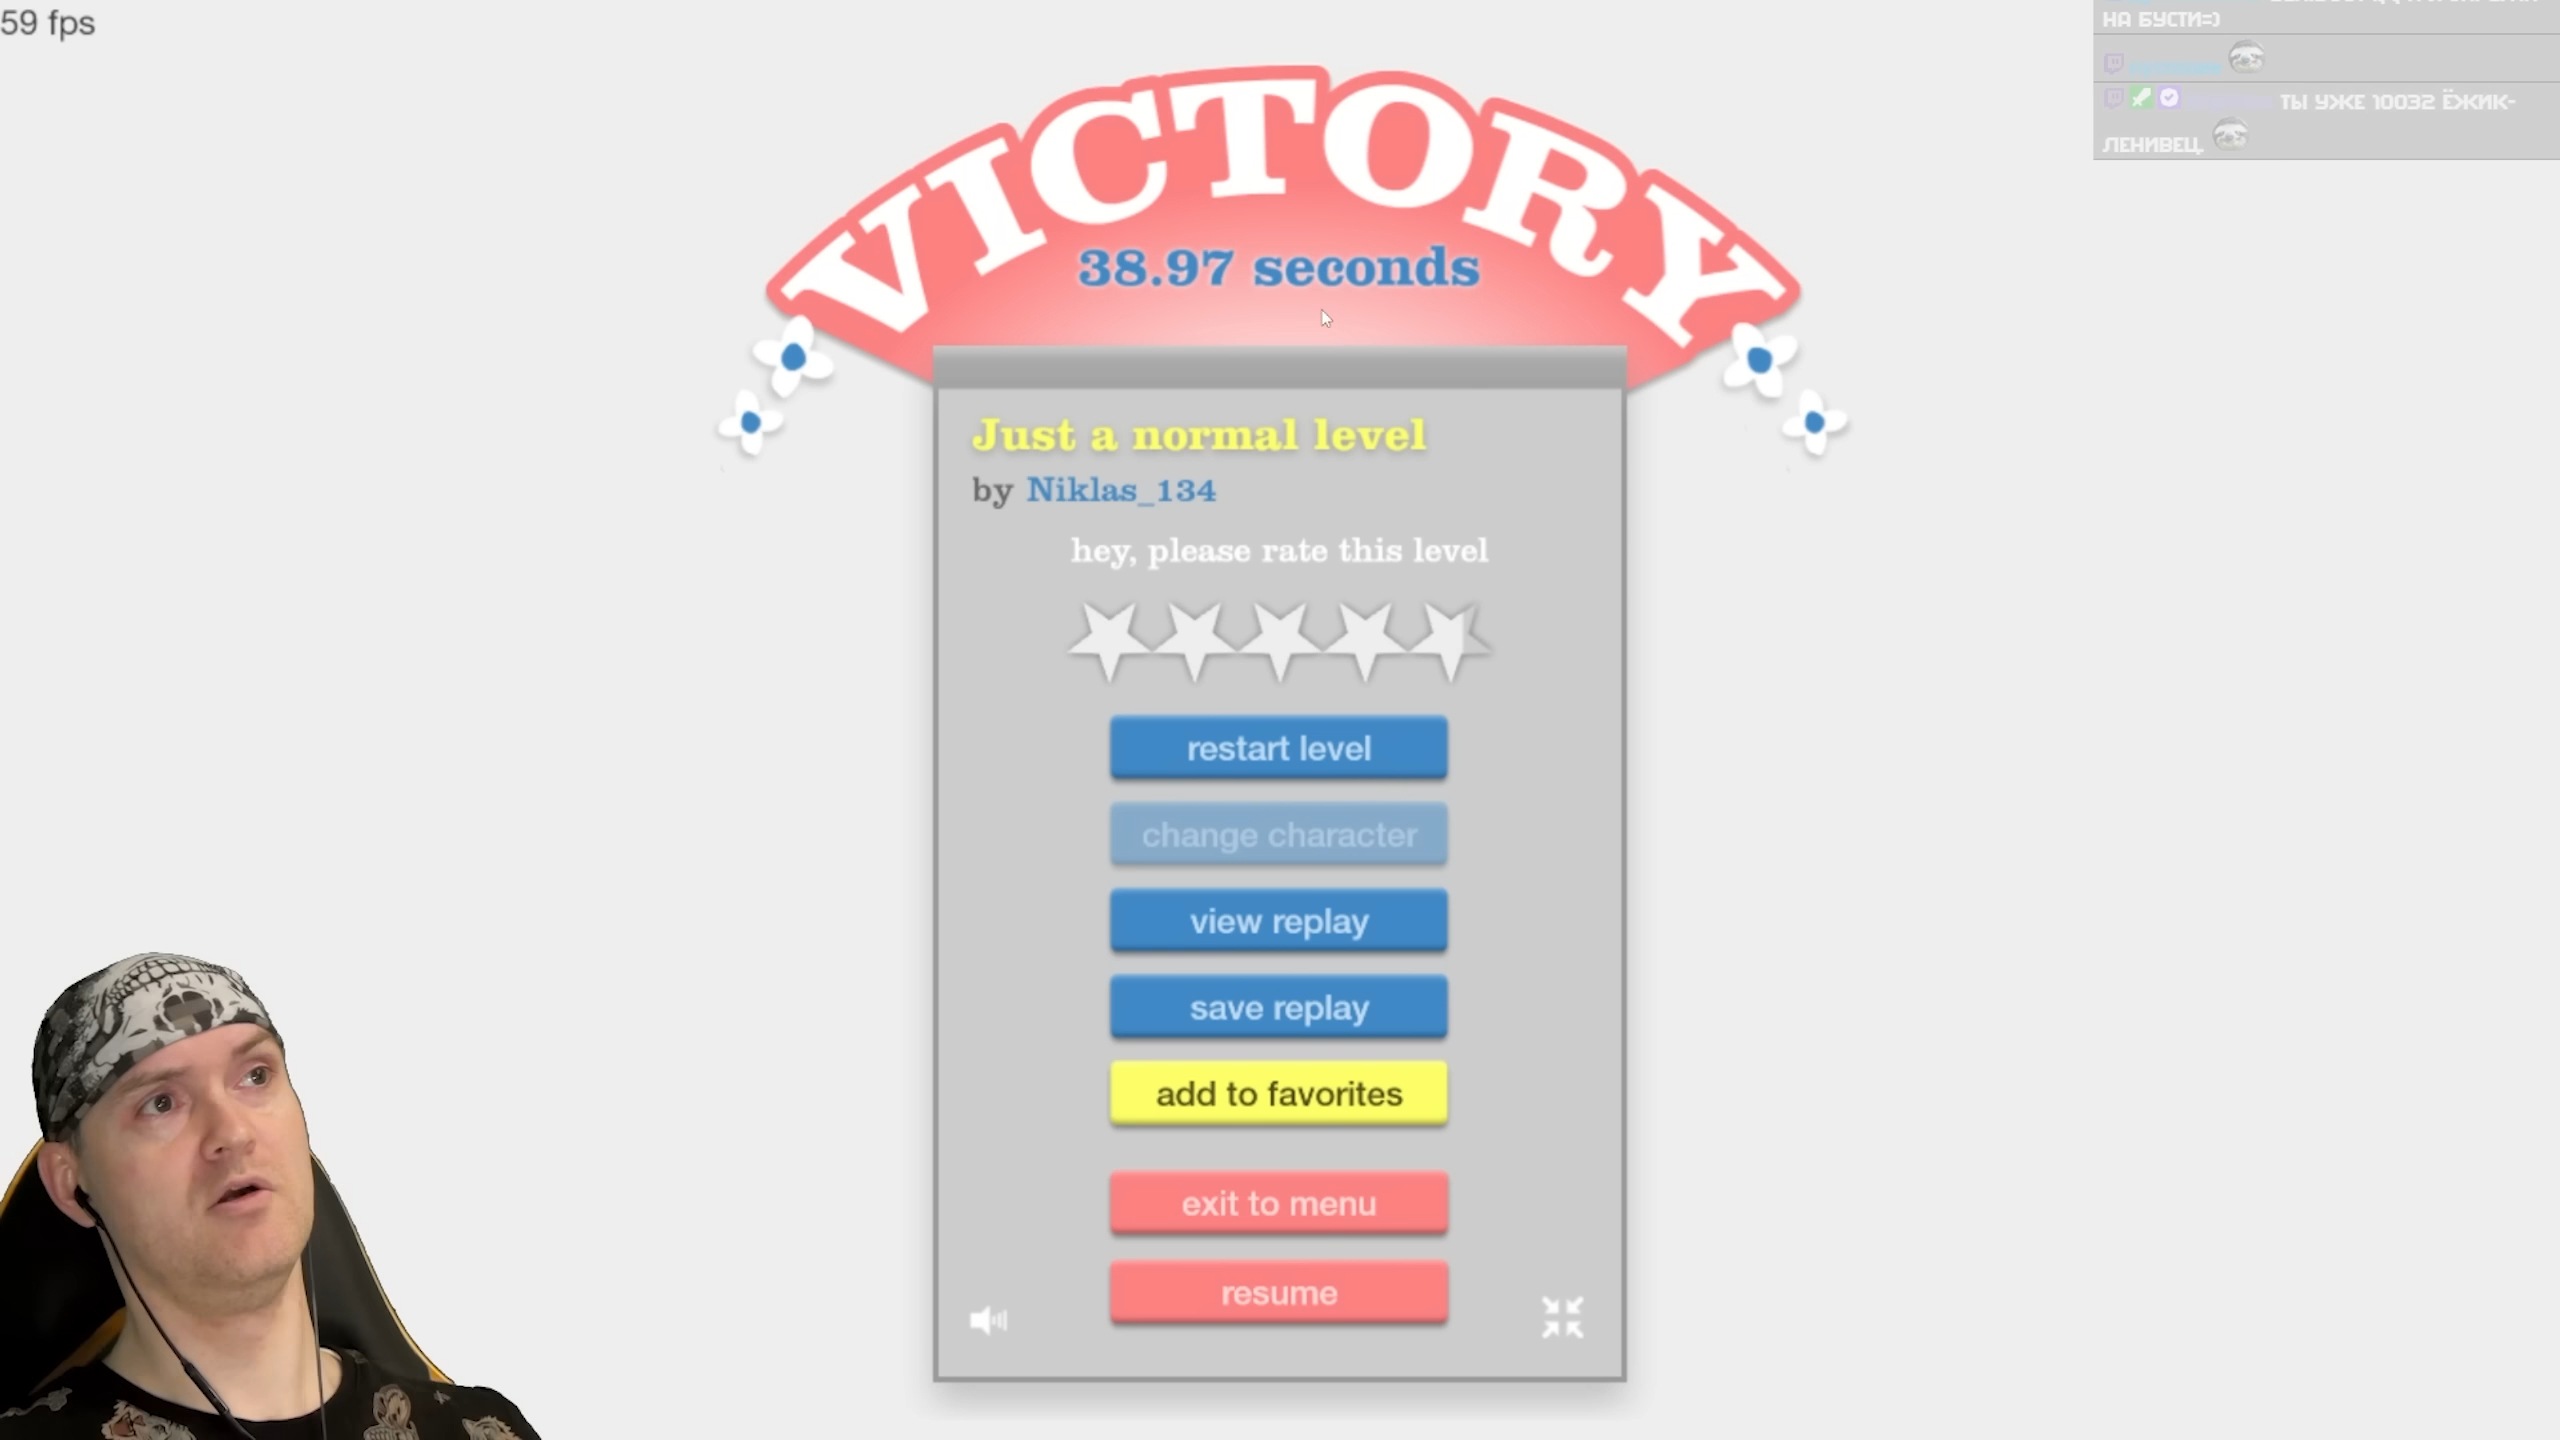 59 fps
НА БУСТИ=)
ТЫ УЖЕ 10032 ЁЖИК-
ЛЕНИВЕЦ,
VICTORY
38.97 seconds
Just a normal level
by Niklas_134
hey, please rate this level
restart level
change character
view replay
save replay
add to favorites
exit to menu
resume